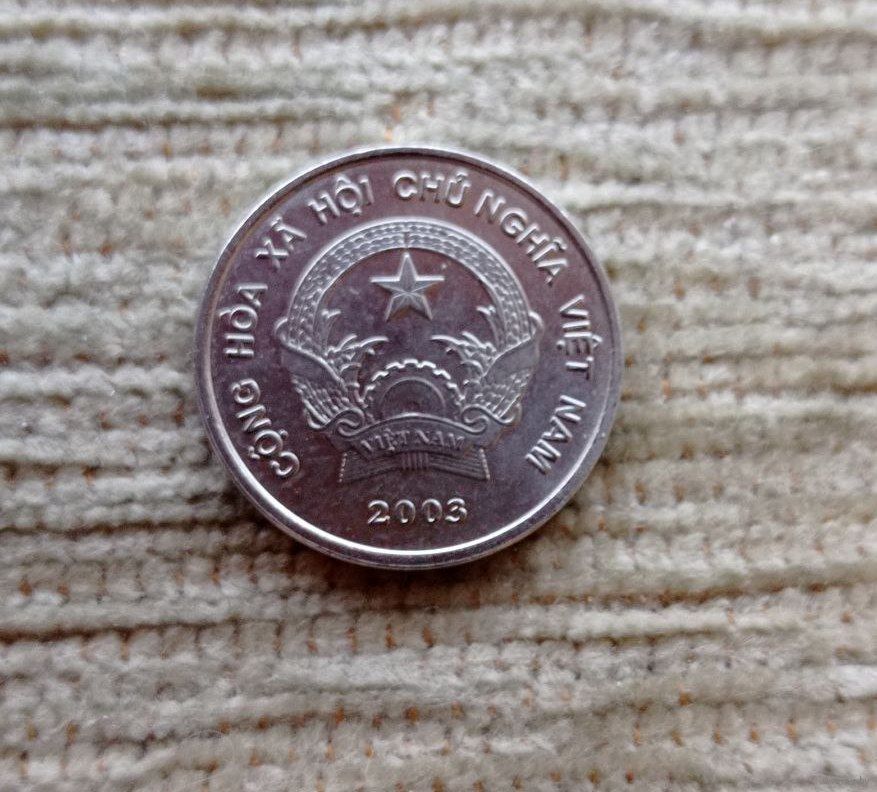 CỘNG HÒA XÃ HỘI CHỦ NGHĨA VIỆT NAM
VIỆT NAM
2003